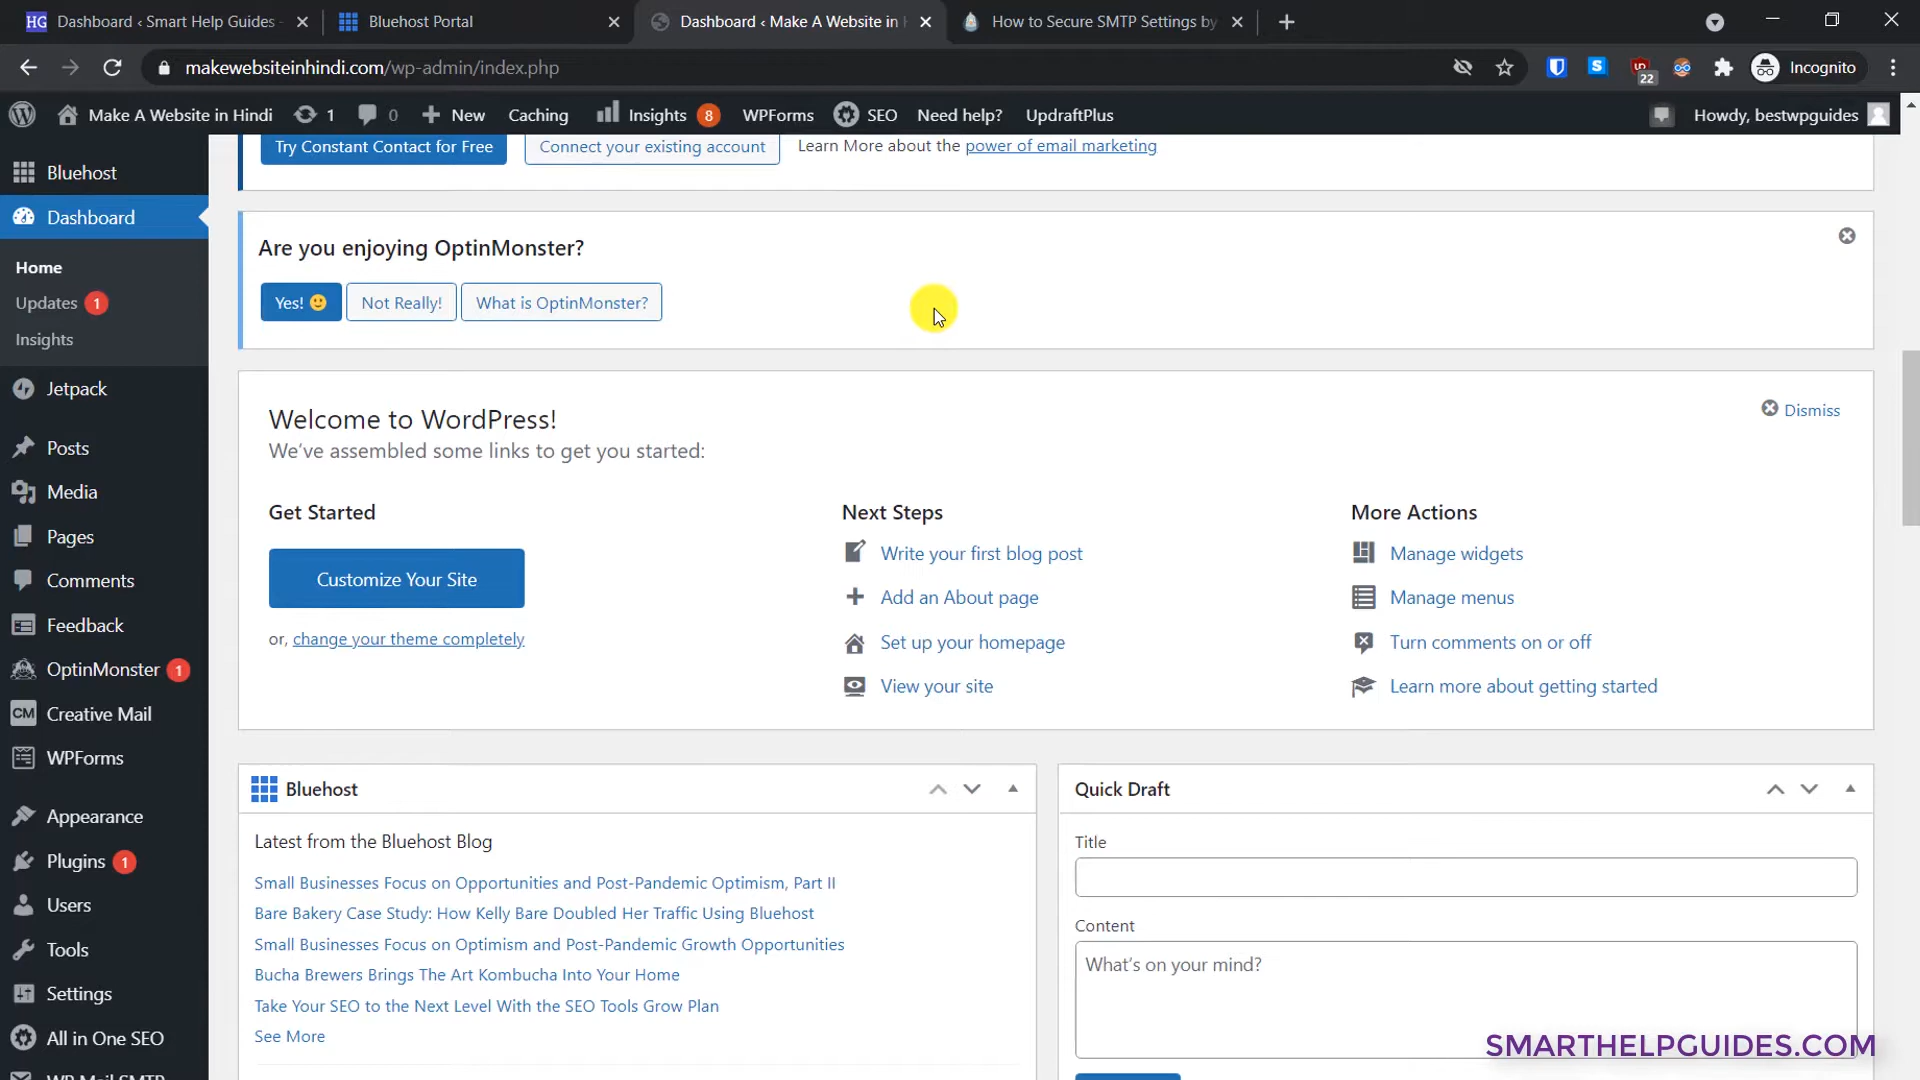 HG Dashboard ‹ Smart Help Guides
Bluehost Portal
Dashboard ‹ Make A Website in
How to Secure SMTP Settings by
makewebsiteinhindi.com/wp-admin/index.php
22
Incognito
Make A Website in Hindi
1
0
New
Caching
Insights 8
WPForms
SEO
Need help?
UpdraftPlus
Howdy, bestwpguides
Bluehost
Dashboard
Home
Updates 1
Insights
Jetpack
Posts
Media
Pages
Comments
Feedback
OptinMonster 1
CM Creative Mail
WPForms
Appearance
Plugins 1
Users
Tools
Settings
All in One SEO
WP Mail SMTP
Try Constant Contact for Free
Connect your existing account
Learn More about the power of email marketing
Are you enjoying OptinMonster?
Yes! 🙂
Not Really!
What is OptinMonster?
Welcome to WordPress!
Dismiss
We've assembled some links to get you started:
Get Started
Customize Your Site
or, change your theme completely
Next Steps
Write your first blog post
Add an About page
Set up your homepage
View your site
More Actions
Manage widgets
Manage menus
Turn comments on or off
Learn more about getting started
Bluehost
Latest from the Bluehost Blog
Small Businesses Focus on Opportunities and Post-Pandemic Optimism, Part II
Bare Bakery Case Study: How Kelly Bare Doubled Her Traffic Using Bluehost
Small Businesses Focus on Optimism and Post-Pandemic Growth Opportunities
Bucha Brewers Brings The Art Kombucha Into Your Home
Take Your SEO to the Next Level With the SEO Tools Grow Plan
See More
Quick Draft
Title
Content
What's on your mind?
SMARTHELPGUIDES.COM